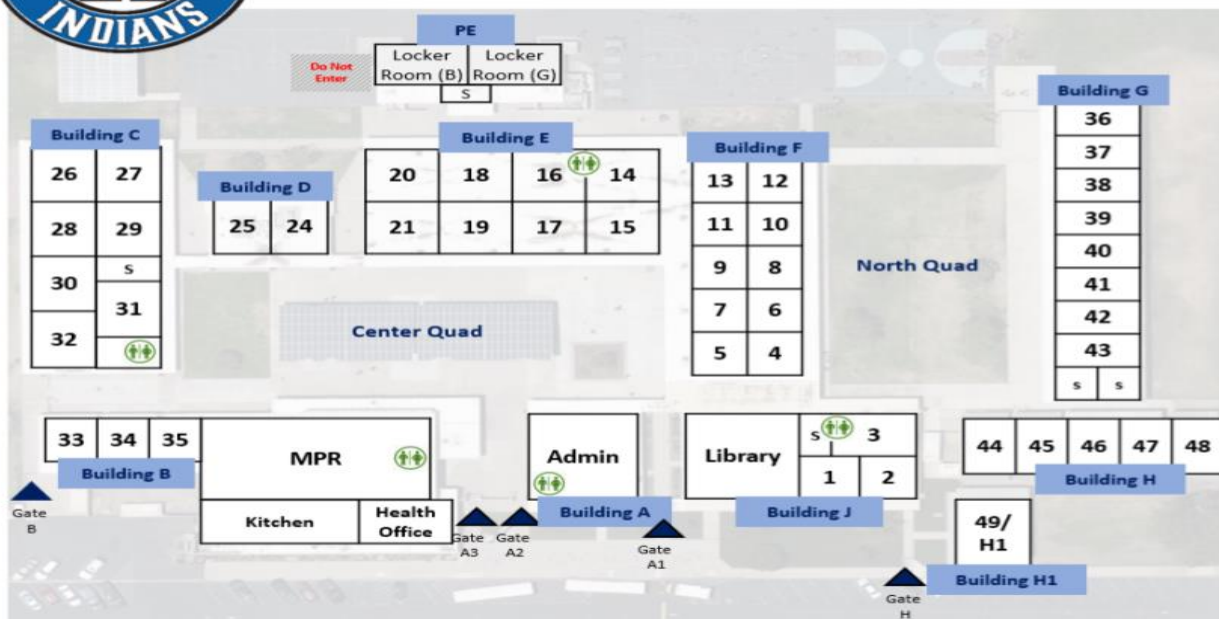 INDIANS
PE
Locker Room (B)
Locker Room (G)
S
Do Not
Enter
Building C
26 27
28 29
30
S
31
32
Building D
25 24
Building E
20 18 16 14
21 19 17 15
Building F
13 12
11 10
9 8
7 6
5 4
North Quad
Building G
36
37
38
39
40
41
42
43
S S
Center Quad
33 34 35
Building B
MPR
Kitchen
Health
Office
Gate
B
Gate
A3
Gate
A2
Admin
Building A
Gate
A1
Library
S 3
1 2
Building J
44 45 46 47 48
Building H
49/
H1
Building H1
Gate
H